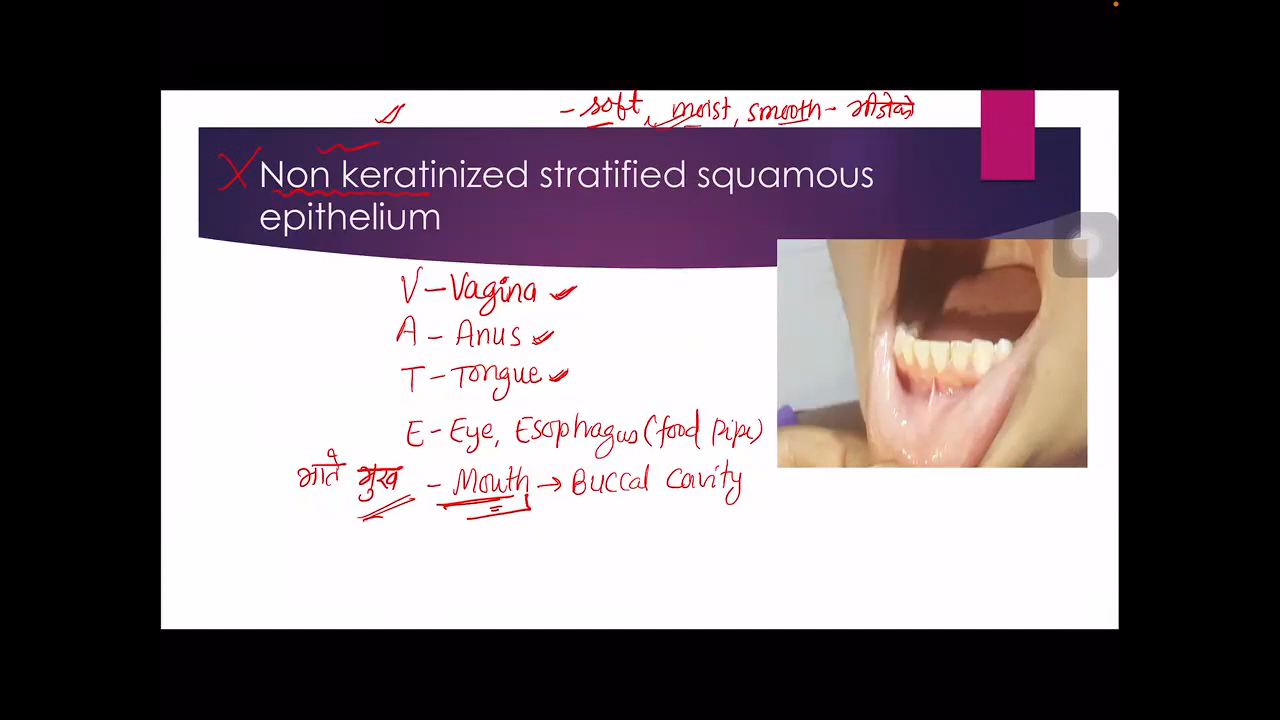 - soft, moist, smooth - भीजेको
Non keratinized stratified squamous
epithelium
V - Vagina
A - Anus
T - Tongue
E - Eye, Esophagus (food pipe)
भाते मुख - Mouth → Buccal cavity